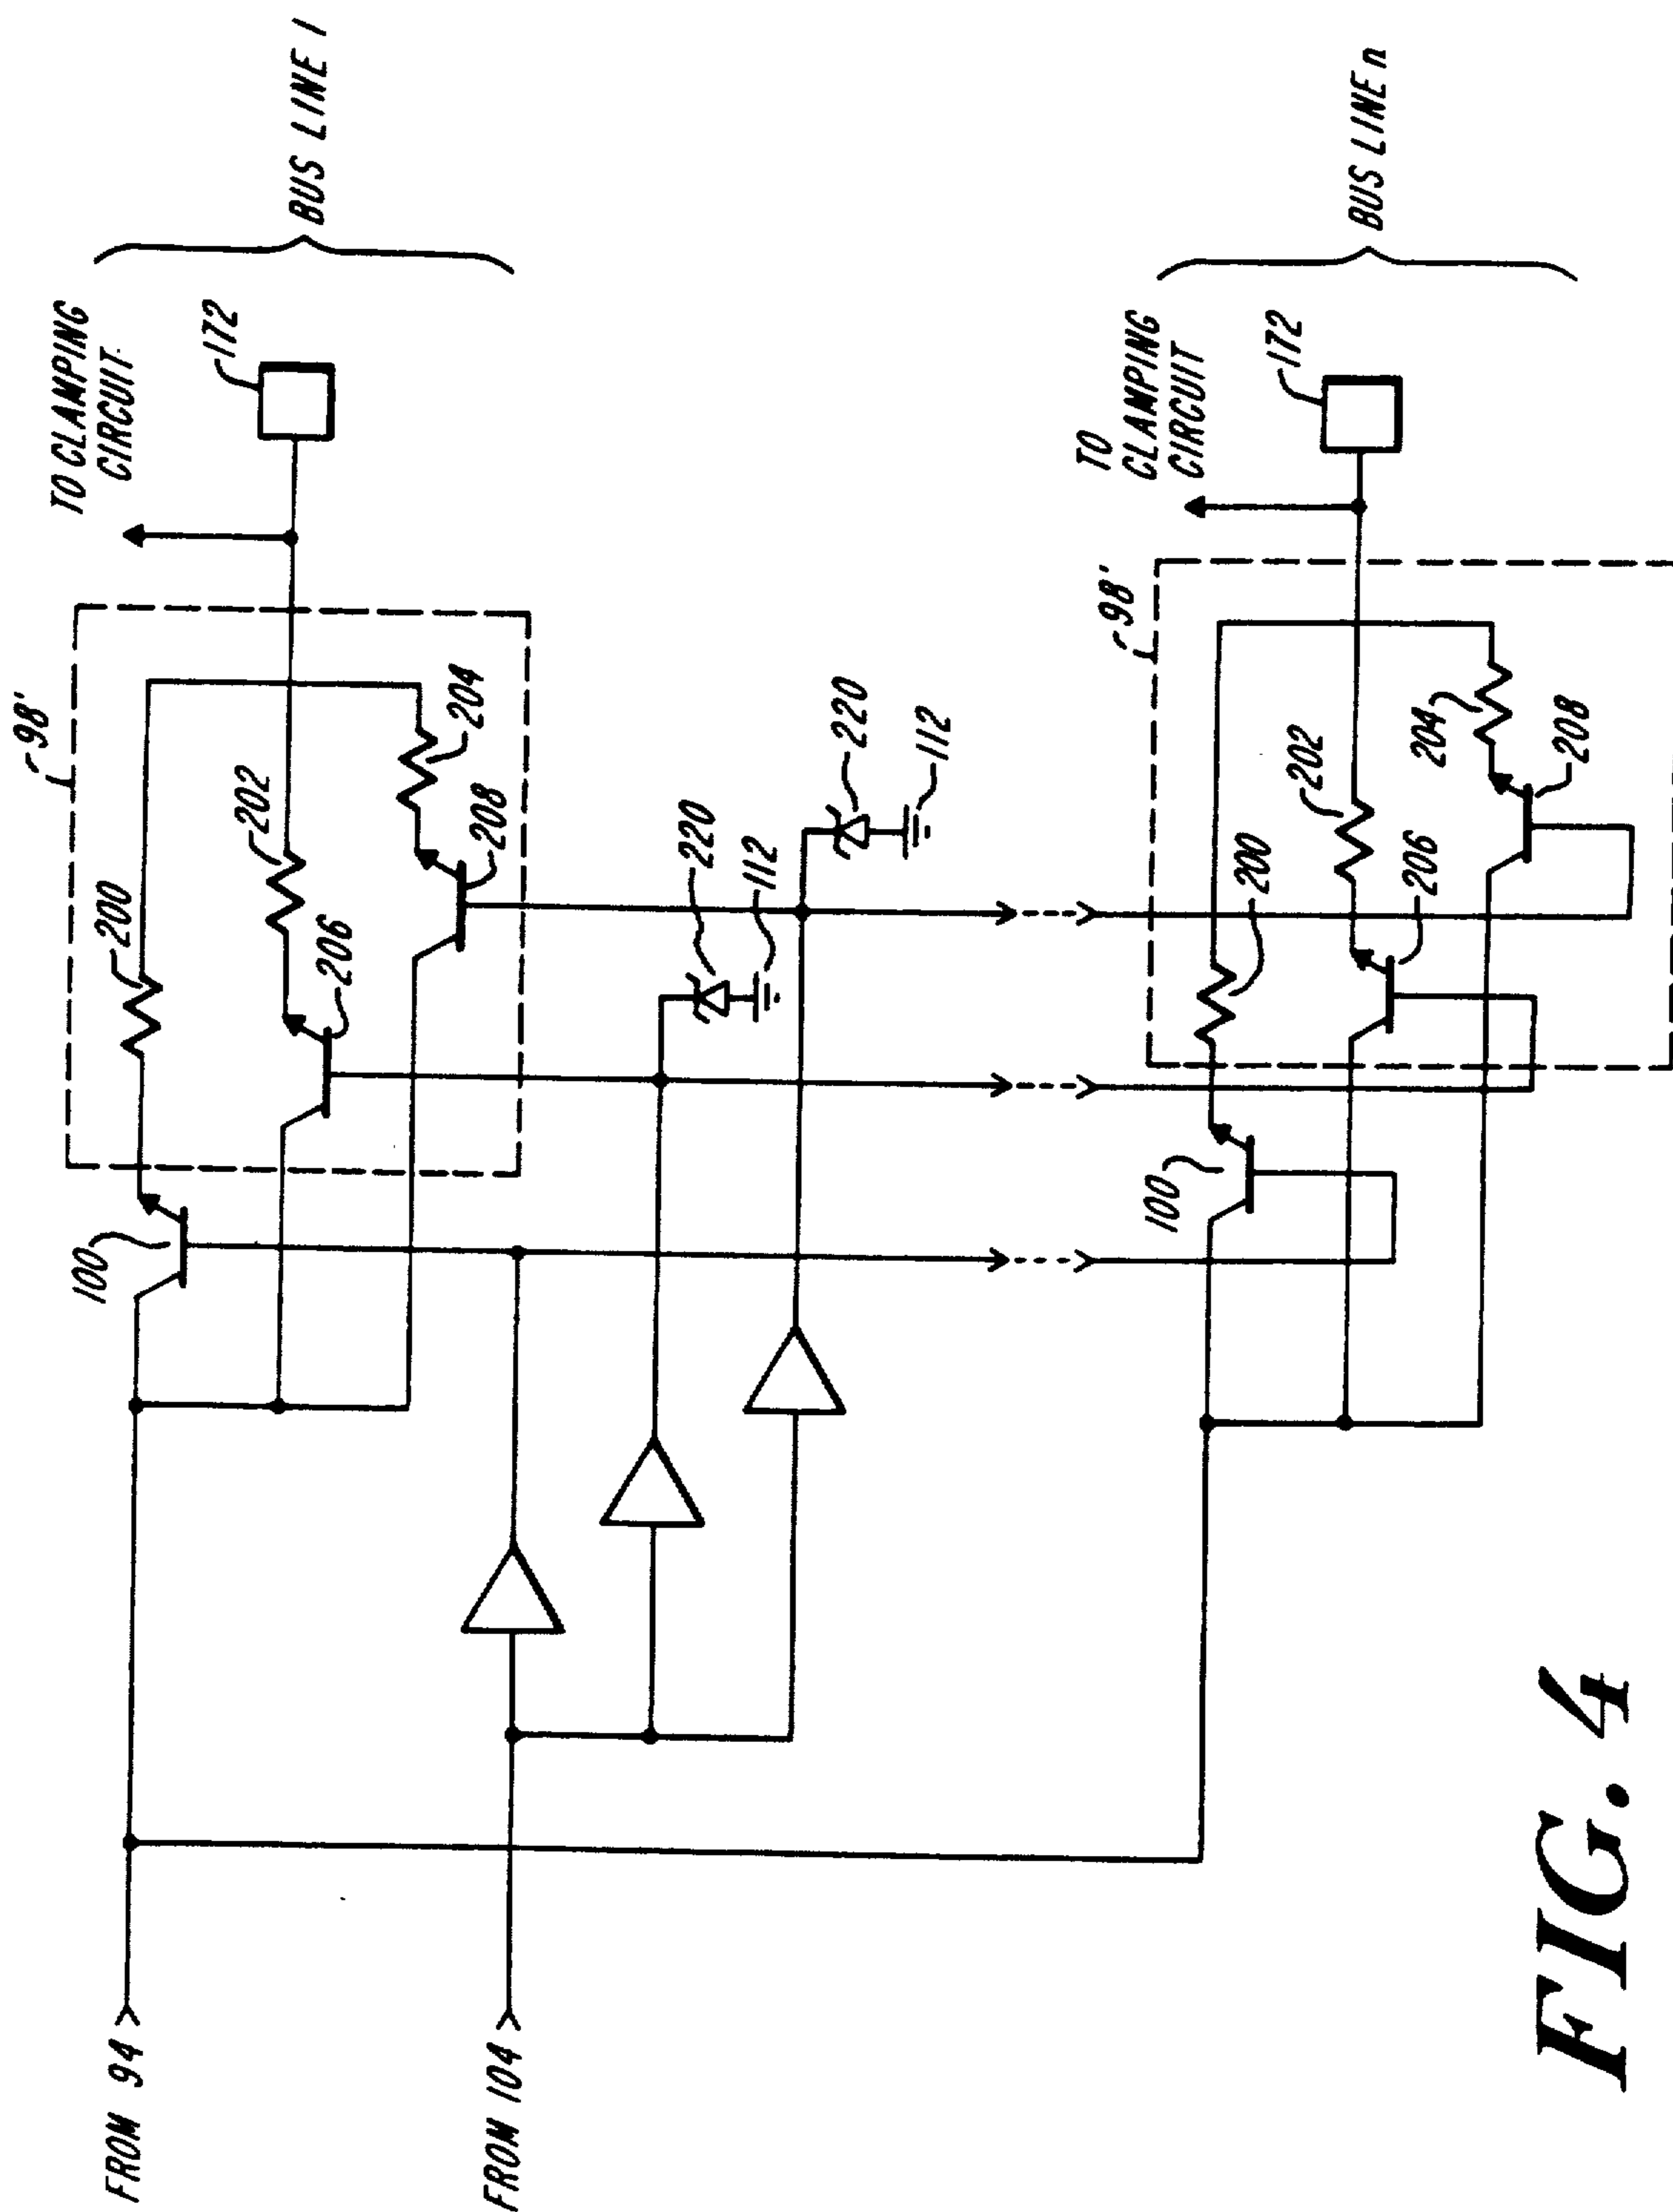 98'
TO CLAMPING
CIRCUIT
172
BUS LINE 1
200
100
202
206
204
208
220
112
220
112
FROM 94
FROM 104
98'
TO
CLAMPING
CIRCUIT
172
BUS LINE n
200
100
202
206
204
208
FIG. 4